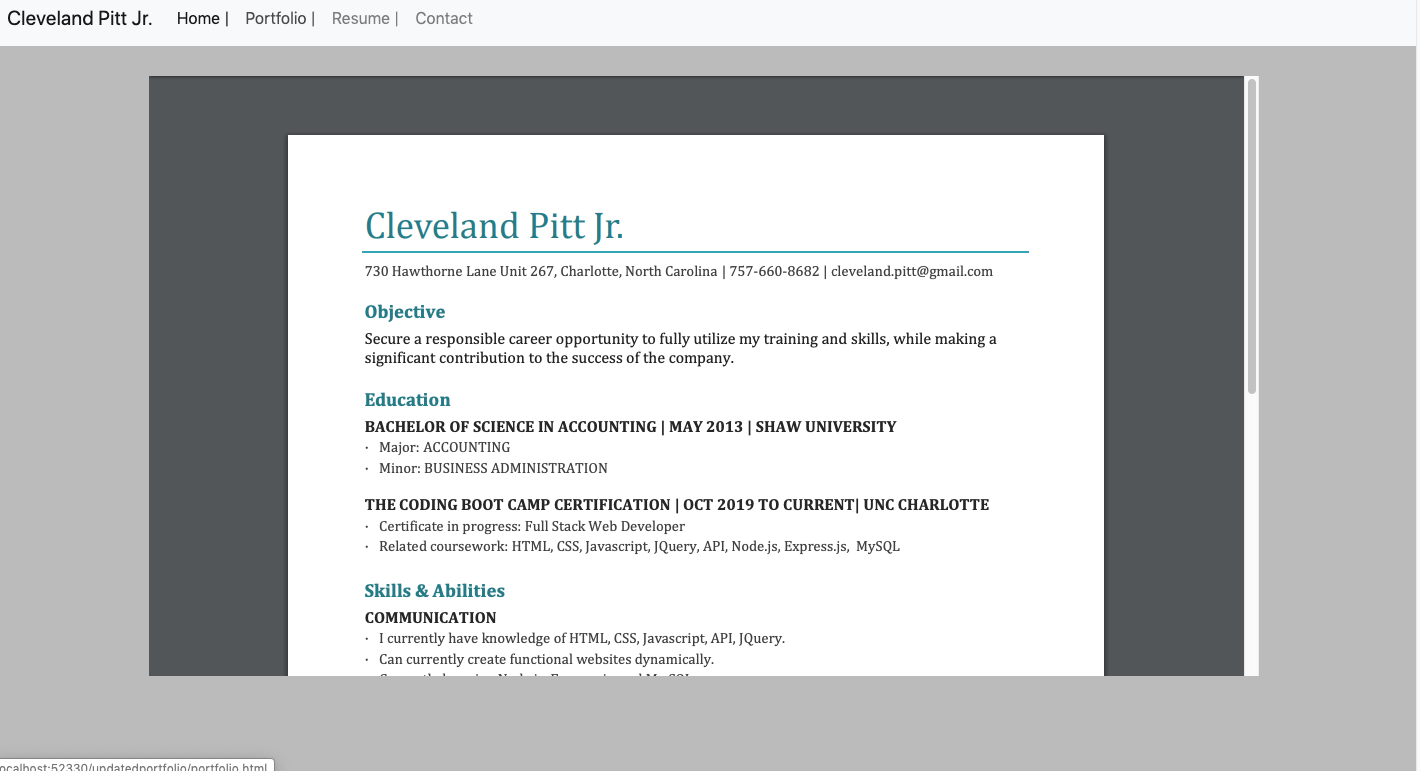 Cleveland Pitt Jr. Home | Portfolio | Resume | Contact
Cleveland Pitt Jr.
730 Hawthorne Lane Unit 267, Charlotte, North Carolina | 757-660-8682 | cleveland.pitt@gmail.com
Objective
Secure a responsible career opportunity to fully utilize my training and skills, while making a
significant contribution to the success of the company.
Education
BACHELOR OF SCIENCE IN ACCOUNTING | MAY 2013 | SHAW UNIVERSITY
· Major: ACCOUNTING
· Minor: BUSINESS ADMINISTRATION
THE CODING BOOT CAMP CERTIFICATION | OCT 2019 TO CURRENT| UNC CHARLOTTE
· Certificate in progress: Full Stack Web Developer
· Related coursework: HTML, CSS, Javascript, JQuery, API, Node.js, Express.js, MySQL
Skills & Abilities
COMMUNICATION
· I currently have knowledge of HTML, CSS, Javascript, API, JQuery.
· Can currently create functional websites dynamically.
ocalhost:52330/updatedportfolio/portfolio.html